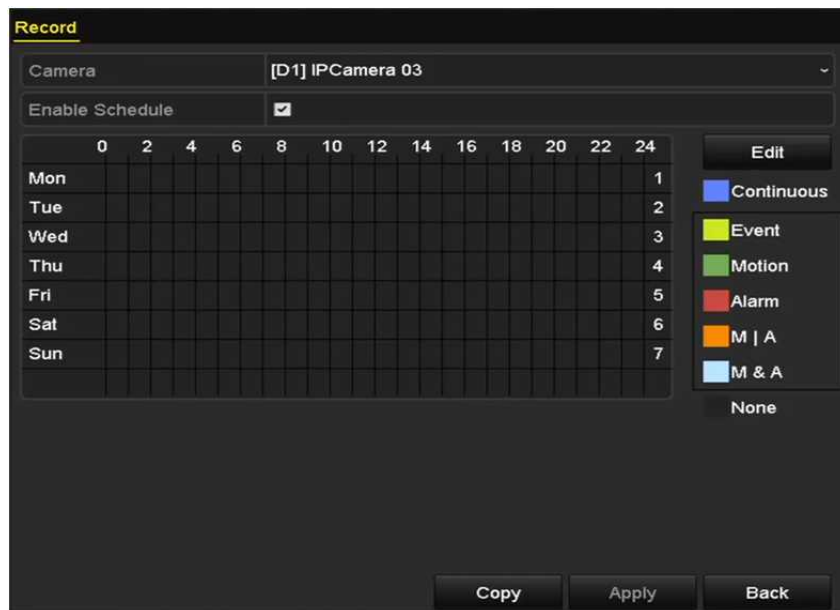 Record
Camera [D1] IPCamera 03
Enable Schedule
0 2 4 6 8 10 12 14 16 18 20 22 24
Edit
Mon 1
Continuous
Tue 2
Wed 3
Event
Thu 4
Motion
Fri 5
Alarm
Sat 6
M | A
Sun 7
M & A
None
Copy Apply Back